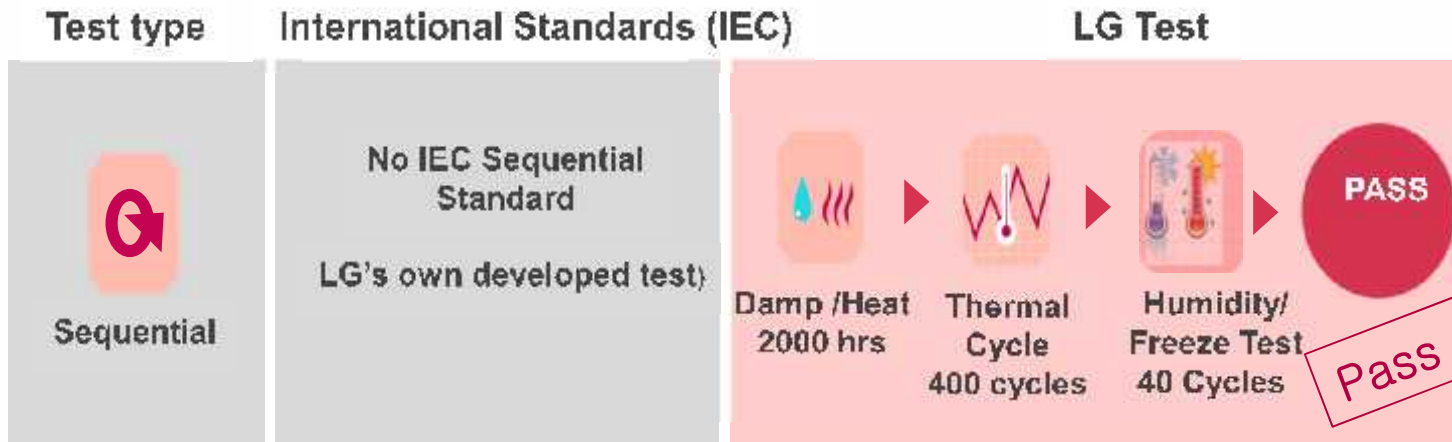 Test type
International Standards (IEC)
LG Test
Sequential
No IEC Sequential
Standard
LG's own developed test)
Damp /Heat
2000 hrs
Thermal
Cycle
400 cycles
Humidity/
Freeze Test
40 Cycles
PASS
Pass